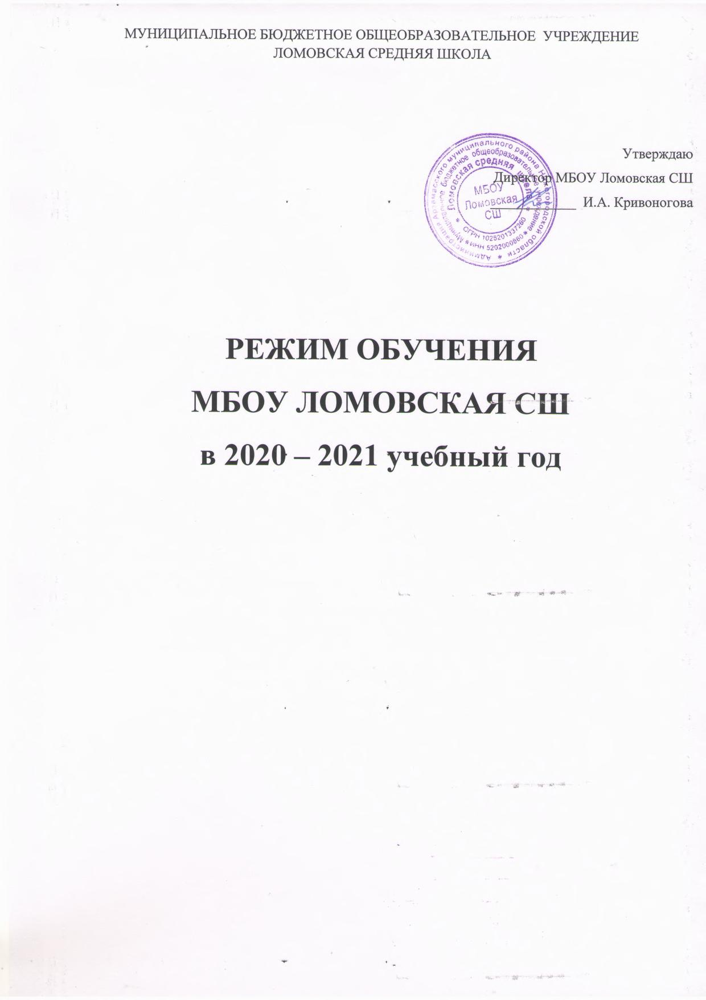 МУНИЦИПАЛЬНОЕ БЮДЖЕТНОЕ ОБЩЕОБРАЗОВАТЕЛЬНОЕ УЧРЕЖДЕНИЕ
ЛОМОВСКАЯ СРЕДНЯЯ ШКОЛА
Утверждаю
Директор МБОУ Ломовская СШ
И.А. Кривоногова
Администрация Арзамасского муниципального района Нижегородской области *
Муниципальное бюджетное общеобразовательное учреждение * ИНН 5202000860 *
Ломовская средняя школа * ОГРН 1025201337260 *
МБОУ
Ломовская
СШ
РЕЖИМ ОБУЧЕНИЯ
МБОУ ЛОМОВСКАЯ СШ
в 2020 – 2021 учебный год